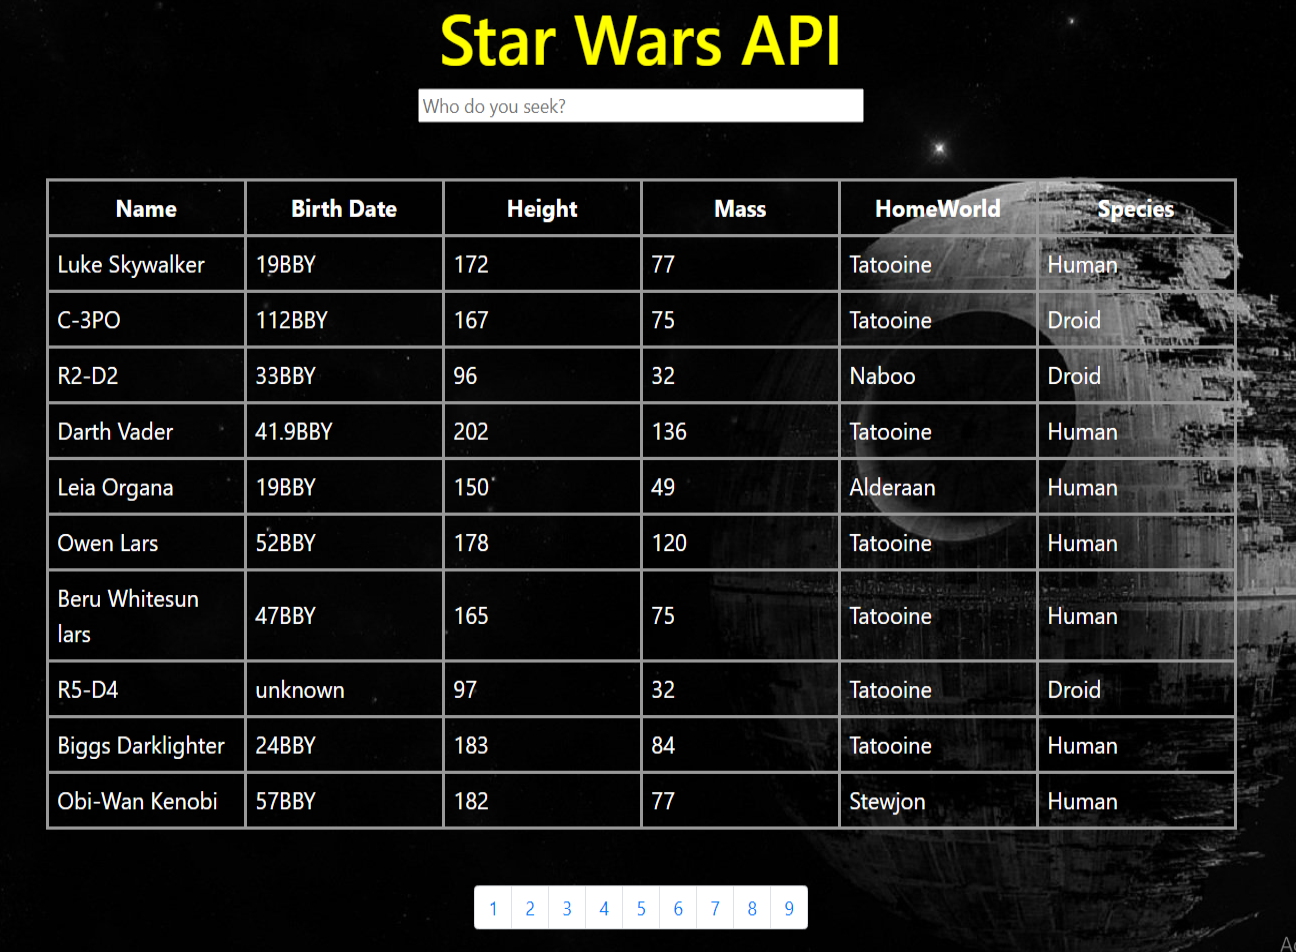 Star Wars API
Who do you seek?
Name Birth Date Height Mass HomeWorld Species
Luke Skywalker 19BBY 172 77 Tatooine Human
C-3PO 112BBY 167 75 Tatooine Droid
R2-D2 33BBY 96 32 Naboo Droid
Darth Vader 41.9BBY 202 136 Tatooine Human
Leia Organa 19BBY 150 49 Alderaan Human
Owen Lars 52BBY 178 120 Tatooine Human
Beru Whitesun
lars 47BBY 165 75 Tatooine Human
R5-D4 unknown 97 32 Tatooine Droid
Biggs Darklighter 24BBY 183 84 Tatooine Human
Obi-Wan Kenobi 57BBY 182 77 Stewjon Human
1 2 3 4 5 6 7 8 9